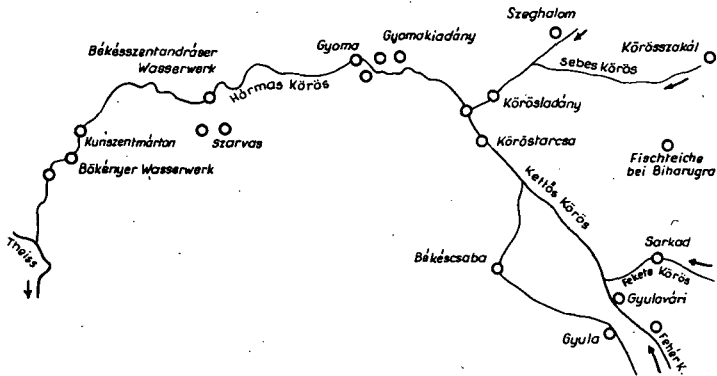 Szeghalom
Békésszentandráser
Wasserwerk
Gyoma
Gyomakiadány
Körösszakál
Sebes Körös
Hármas Körös
Körösladány
Kunszentmárton
Szarvas
Köröstarcsa
Bökényer Wasserwerk
Fischteiche
bei Biharugra
Kettős Körös
Theiss
Békéscsaba
Sarkad
Fekete Körös
Gyulavári
Gyula
Fehér K.